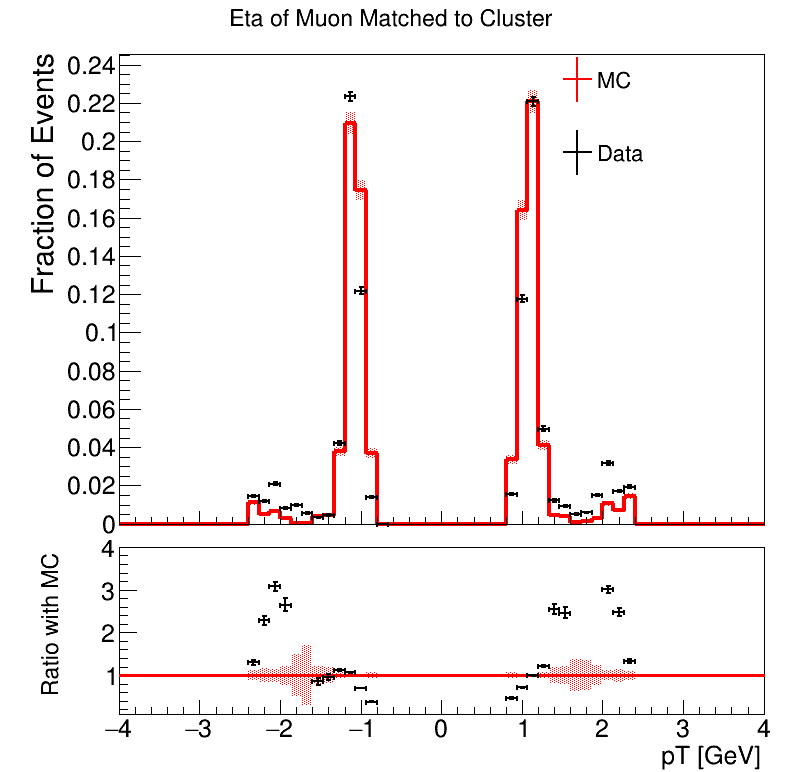 Eta of Muon Matched to Cluster
Fraction of Events
0.24
0.22
0.2
0.18
0.16
0.14
0.12
0.1
0.08
0.06
0.04
0.02
0
MC
Data
Ratio with MC
4
3
2
1
−4 −3 −2 −1 0 1 2 3 4
pT [GeV]